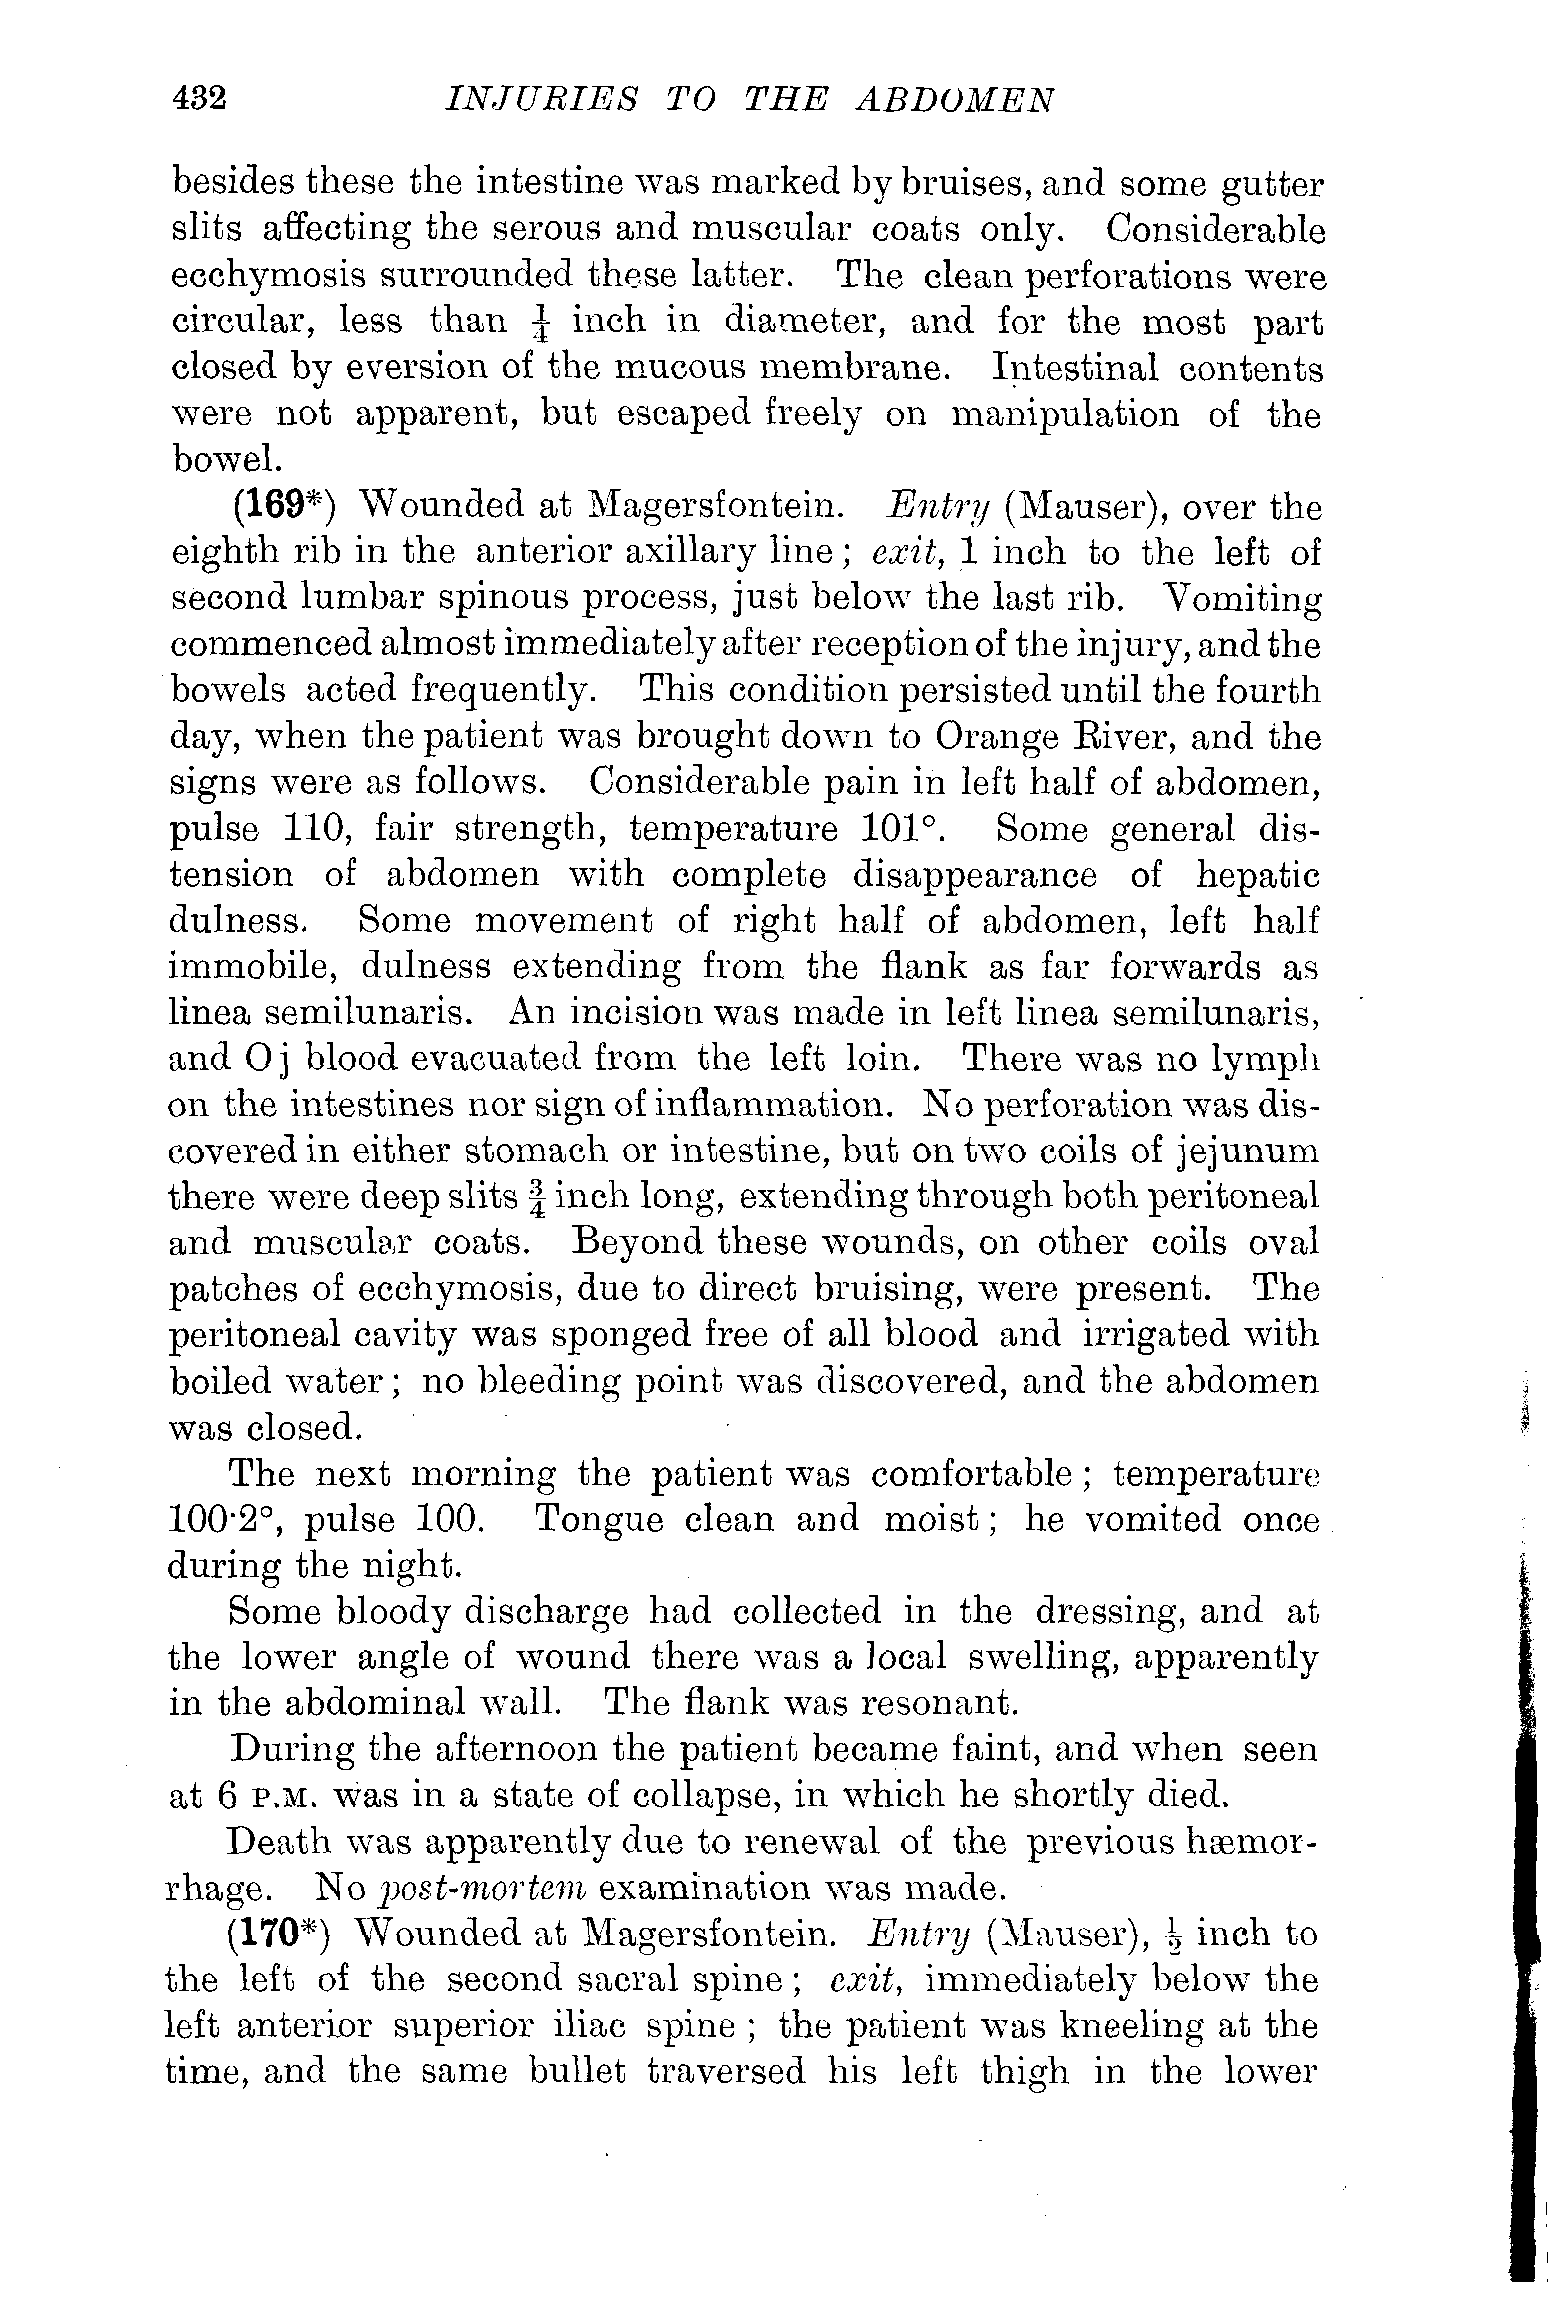 432 INJURIES TO THE ABDOMEN
besides these the intestine was marked by bruises, and some gutter
slits affecting the serous and muscular coats only. Considerable
ecchymosis surrounded these latter. The clean perforations were
circular, less than ¼ inch in diameter, and for the most part
closed by eversion of the mucous membrane. Intestinal contents
were not apparent, but escaped freely on manipulation of the
bowel.
(169*) Wounded at Magersfontein. Entry (Mauser), over the
eighth rib in the anterior axillary line; exit, 1 inch to the left of
second lumbar spinous process, just below the last rib. Vomiting
commenced almost immediately after reception of the injury, and the
bowels acted frequently. This condition persisted until the fourth
day, when the patient was brought down to Orange River, and the
signs were as follows. Considerable pain in left half of abdomen,
pulse 110, fair strength, temperature 101°. Some general dis-
tension of abdomen with complete disappearance of hepatic
dulness. Some movement of right half of abdomen, left half
immobile, dulness extending from the flank as far forwards as
linea semilunaris. An incision was made in left linea semilunaris,
and Oj blood evacuated from the left loin. There was no lymph
on the intestines nor sign of inflammation. No perforation was dis-
covered in either stomach or intestine, but on two coils of jejunum
there were deep slits ¾ inch long, extending through both peritoneal
and muscular coats. Beyond these wounds, on other coils oval
patches of ecchymosis, due to direct bruising, were present. The
peritoneal cavity was sponged free of all blood and irrigated with
boiled water; no bleeding point was discovered, and the abdomen
was closed.
The next morning the patient was comfortable; temperature
100·2°, pulse 100. Tongue clean and moist; he vomited once
during the night.
Some bloody discharge had collected in the dressing, and at
the lower angle of wound there was a local swelling, apparently
in the abdominal wall. The flank was resonant.
During the afternoon the patient became faint, and when seen
at 6 P.M. was in a state of collapse, in which he shortly died.
Death was apparently due to renewal of the previous hæmor-
rhage. No post-mortem examination was made.
(170*) Wounded at Magersfontein. Entry (Mauser), ½ inch to
the left of the second sacral spine; exit, immediately below the
left anterior superior iliac spine; the patient was kneeling at the
time, and the same bullet traversed his left thigh in the lower